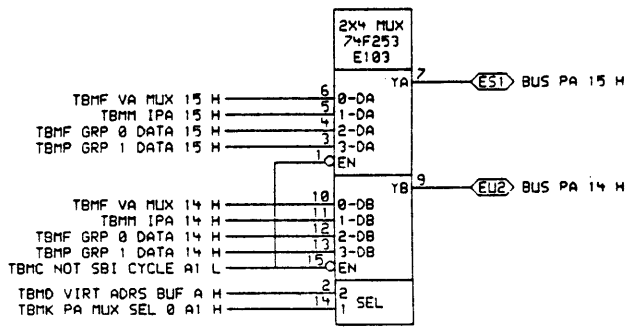 2X4 MUX
74F253
E103
7
YA
ES1
BUS PA 15 H
TBMF VA MUX 15 H
6
0-DA
TBMM IPA 15 H
5
1-DA
TBMF GRP 0 DATA 15 H
4
2-DA
TBMP GRP 1 DATA 15 H
3
3-DA
1
EN
9
YB
EU2
BUS PA 14 H
TBMF VA MUX 14 H
10
0-DB
TBMM IPA 14 H
11
1-DB
TBMF GRP 0 DATA 14 H
12
2-DB
TBMP GRP 1 DATA 14 H
13
3-DB
TBMC NOT SBI CYCLE A1 L
15
EN
TBMD VIRT ADRS BUF A H
2
2
SEL
TBMK PA MUX SEL 0 A1 H
14
1